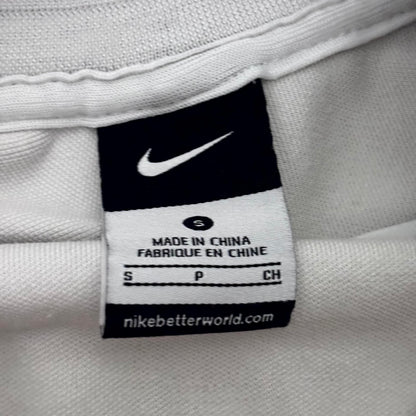 S
MADE IN CHINA
FABRIQUE EN CHINE
S P CH
nikebetterworld.com